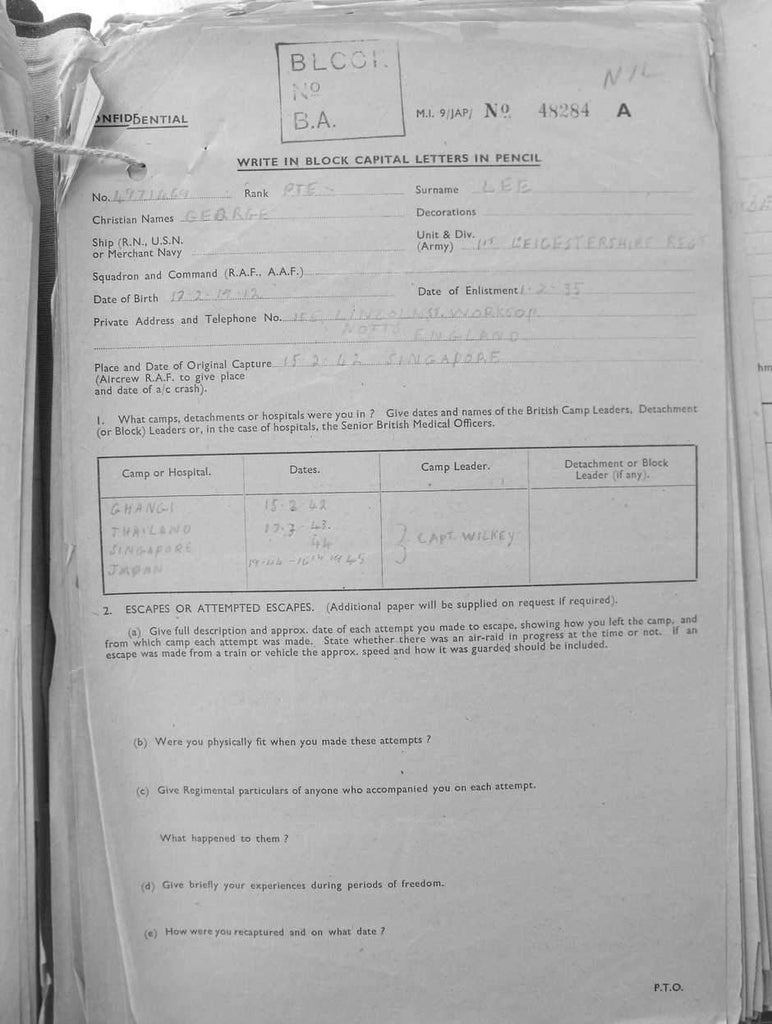 BLOCK
Nº
B.A.
NIL
ONFIDENTIAL
M.I. 9/JAP/ Nº 48284 A
WRITE IN BLOCK CAPITAL LETTERS IN PENCIL
No. Rank PTE Surname LEE
Christian Names GEORGE Decorations
Ship (R.N., U.S.N. or Merchant Navy
Unit & Div. (Army) 1ST LEICESTERSHIRE REGT
Squadron and Command (R.A.F., A.A.F.)
Date of Birth 17-2-1912 Date of Enlistment 1-2-35
Private Address and Telephone No. LINCOLN ST. WORKSOP
NOTTS ENGLAND
Place and Date of Original Capture 15 2 42 SINGAPORE
(Aircrew R.A.F. to give place
and date of a/c crash).
1. What camps, detachments or hospitals were you in ? Give dates and names of the British Camp Leaders, Detachment
(or Block) Leaders or, in the case of hospitals, the Senior British Medical Officers.
Camp or Hospital. Dates. Camp Leader. Detachment or Block Leader (if any).
CHANGI 15-2 42
THAILAND 43.
SINGAPORE 44 CAPT. WILKEY
JAPAN
2. ESCAPES OR ATTEMPTED ESCAPES. (Additional paper will be supplied on request if required).
(a) Give full description and approx. date of each attempt you made to escape, showing how you left the camp, and
from which camp each attempt was made. State whether there was an air-raid in progress at the time or not. If an
escape was made from a train or vehicle the approx. speed and how it was guarded should be included.
(b) Were you physically fit when you made these attempts ?
(c) Give Regimental particulars of anyone who accompanied you on each attempt.
What happened to them ?
(d) Give briefly your experiences during periods of freedom.
(e) How were you recaptured and on what date ?
P.T.O.